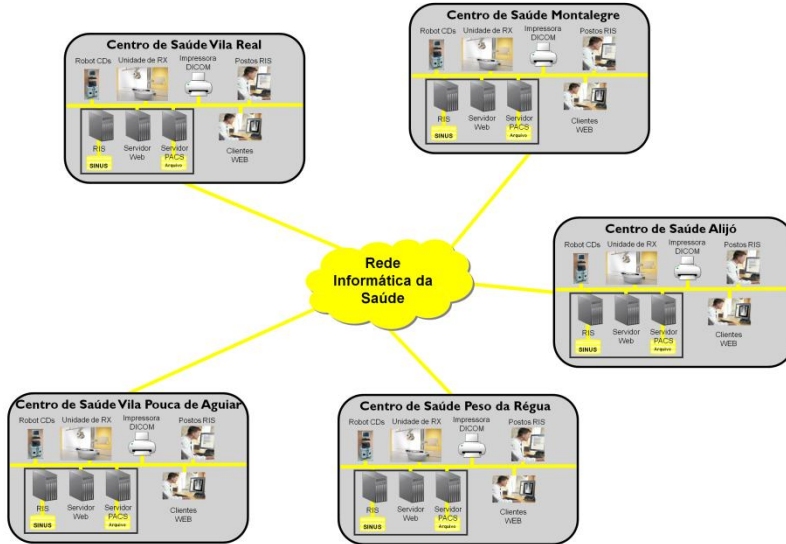 Centro de Saúde Vila Real
Robot CDs
Unidade de RX
Impressora
DICOM
Postos RIS
RIS
SINUS
Servidor
Web
Servidor
PACS
Arquivo
Clientes
WEB
Centro de Saúde Montalegre
Robot CDs
Unidade de RX
Impressora
DICOM
Postos RIS
RIS
SINUS
Servidor
Web
Servidor
PACS
Arquivo
Clientes
WEB
Rede
Informática da
Saúde
Centro de Saúde Alijó
Robot CDs
Unidade de RX
Impressora
DICOM
Postos RIS
RIS
SINUS
Servidor
Web
Servidor
PACS
Arquivo
Clientes
WEB
Centro de Saúde Vila Pouca de Aguiar
Robot CDs
Unidade de RX
Impressora
DICOM
Postos RIS
RIS
SINUS
Servidor
Web
Servidor
PACS
Arquivo
Clientes
WEB
Centro de Saúde Peso da Régua
Robot CDs
Unidade de RX
Impressora
DICOM
Postos RIS
RIS
SINUS
Servidor
Web
Servidor
PACS
Arquivo
Clientes
WEB